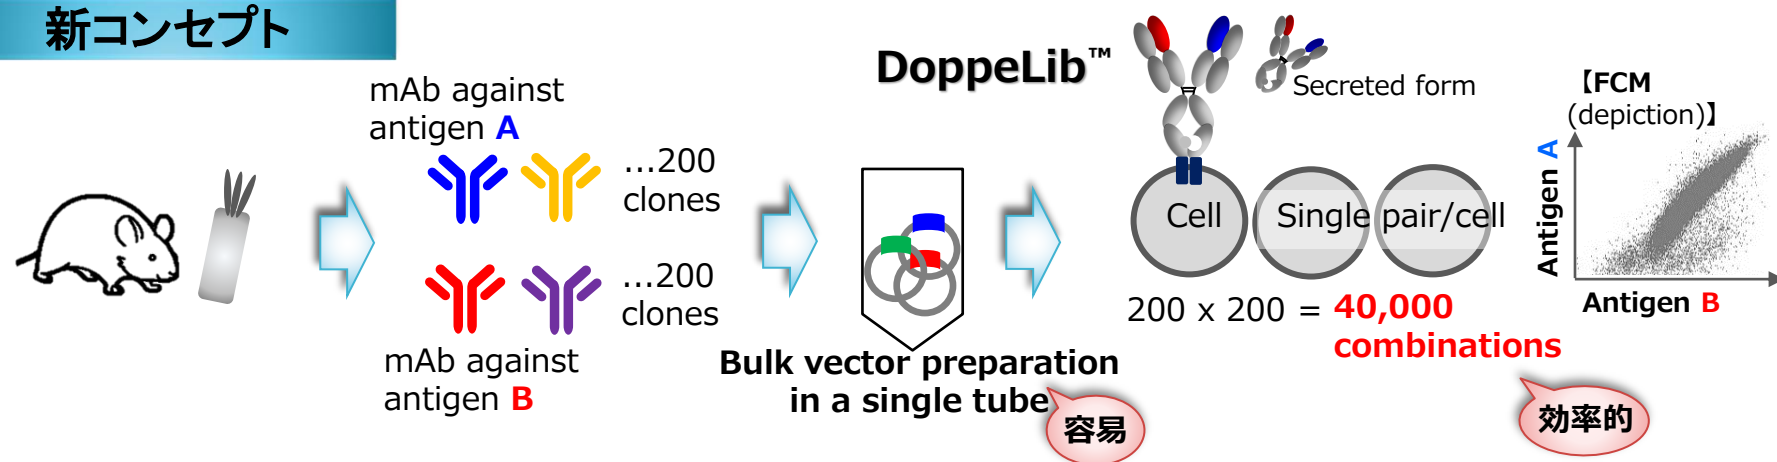 新コンセプト
mAb against
antigen A
...200
clones
...200
clones
mAb against
antigen B
Bulk vector preparation
in a single tube
容易
DoppeLib™
Secreted form
Cell
Single pair/cell
200 x 200 = 40,000
combinations
効率的
【FCM
(depiction)】
Antigen A
Antigen B